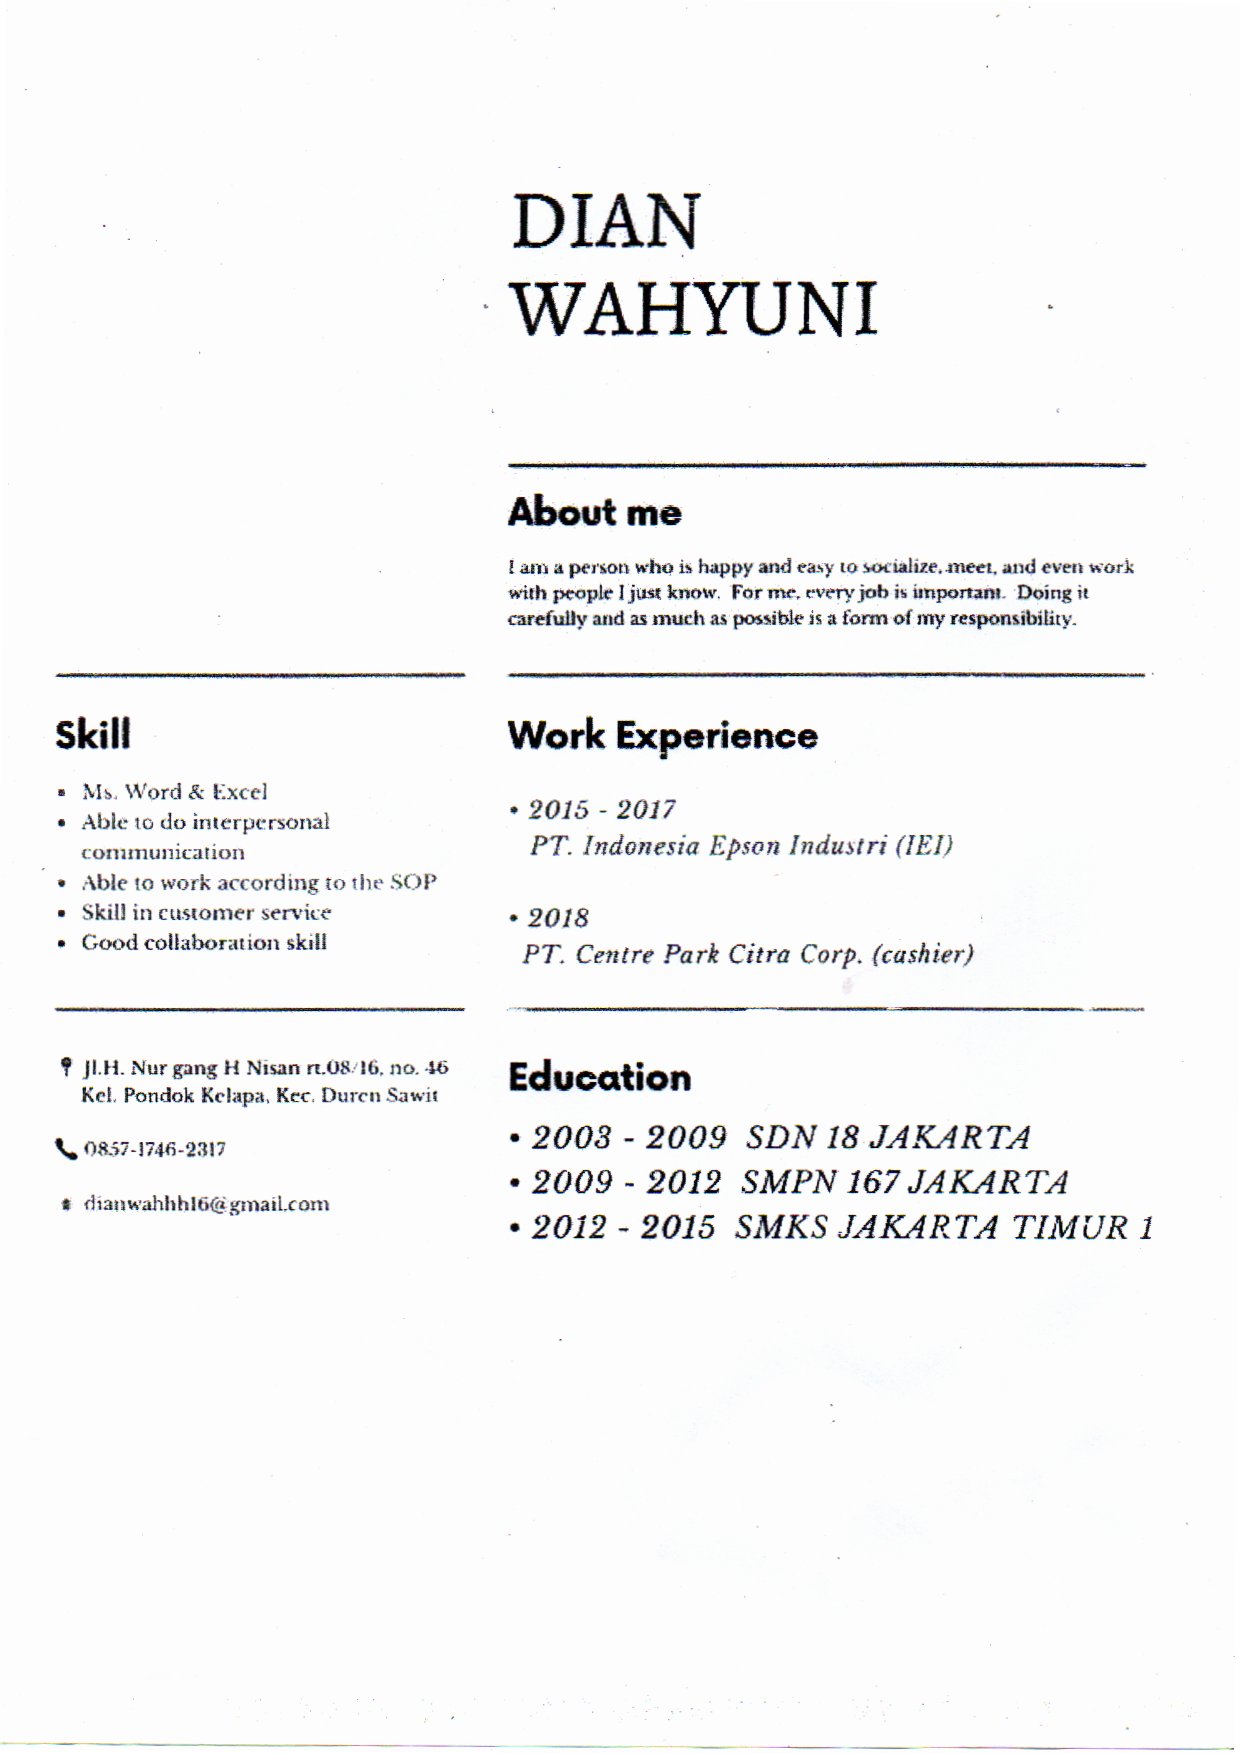 DIAN
WAHYUNI
About me
I am a person who is happy and easy to socialize, meet, and even work
with people I just know. For me, every job is important. Doing it
carefully and as much as possible is a form of my responsibility.
Skill
• Ms. Word & Excel
• Able to do interpersonal
communication
• Able to work according to the SOP
• Skill in customer service
• Good collaboration skill
Work Experience
• 2015 - 2017
PT. Indonesia Epson Industri (IEI)
• 2018
PT. Centre Park Citra Corp. (cashier)
Jl.H. Nur gang H Nisan rt.08/16, no. 46
Kel. Pondok Kelapa, Kec. Duren Sawit
0857-1746-2317
dianwahhh16@gmail.com
Education
• 2003 - 2009 SDN 18 JAKARTA
• 2009 - 2012 SMPN 167 JAKARTA
• 2012 - 2015 SMKS JAKARTA TIMUR 1